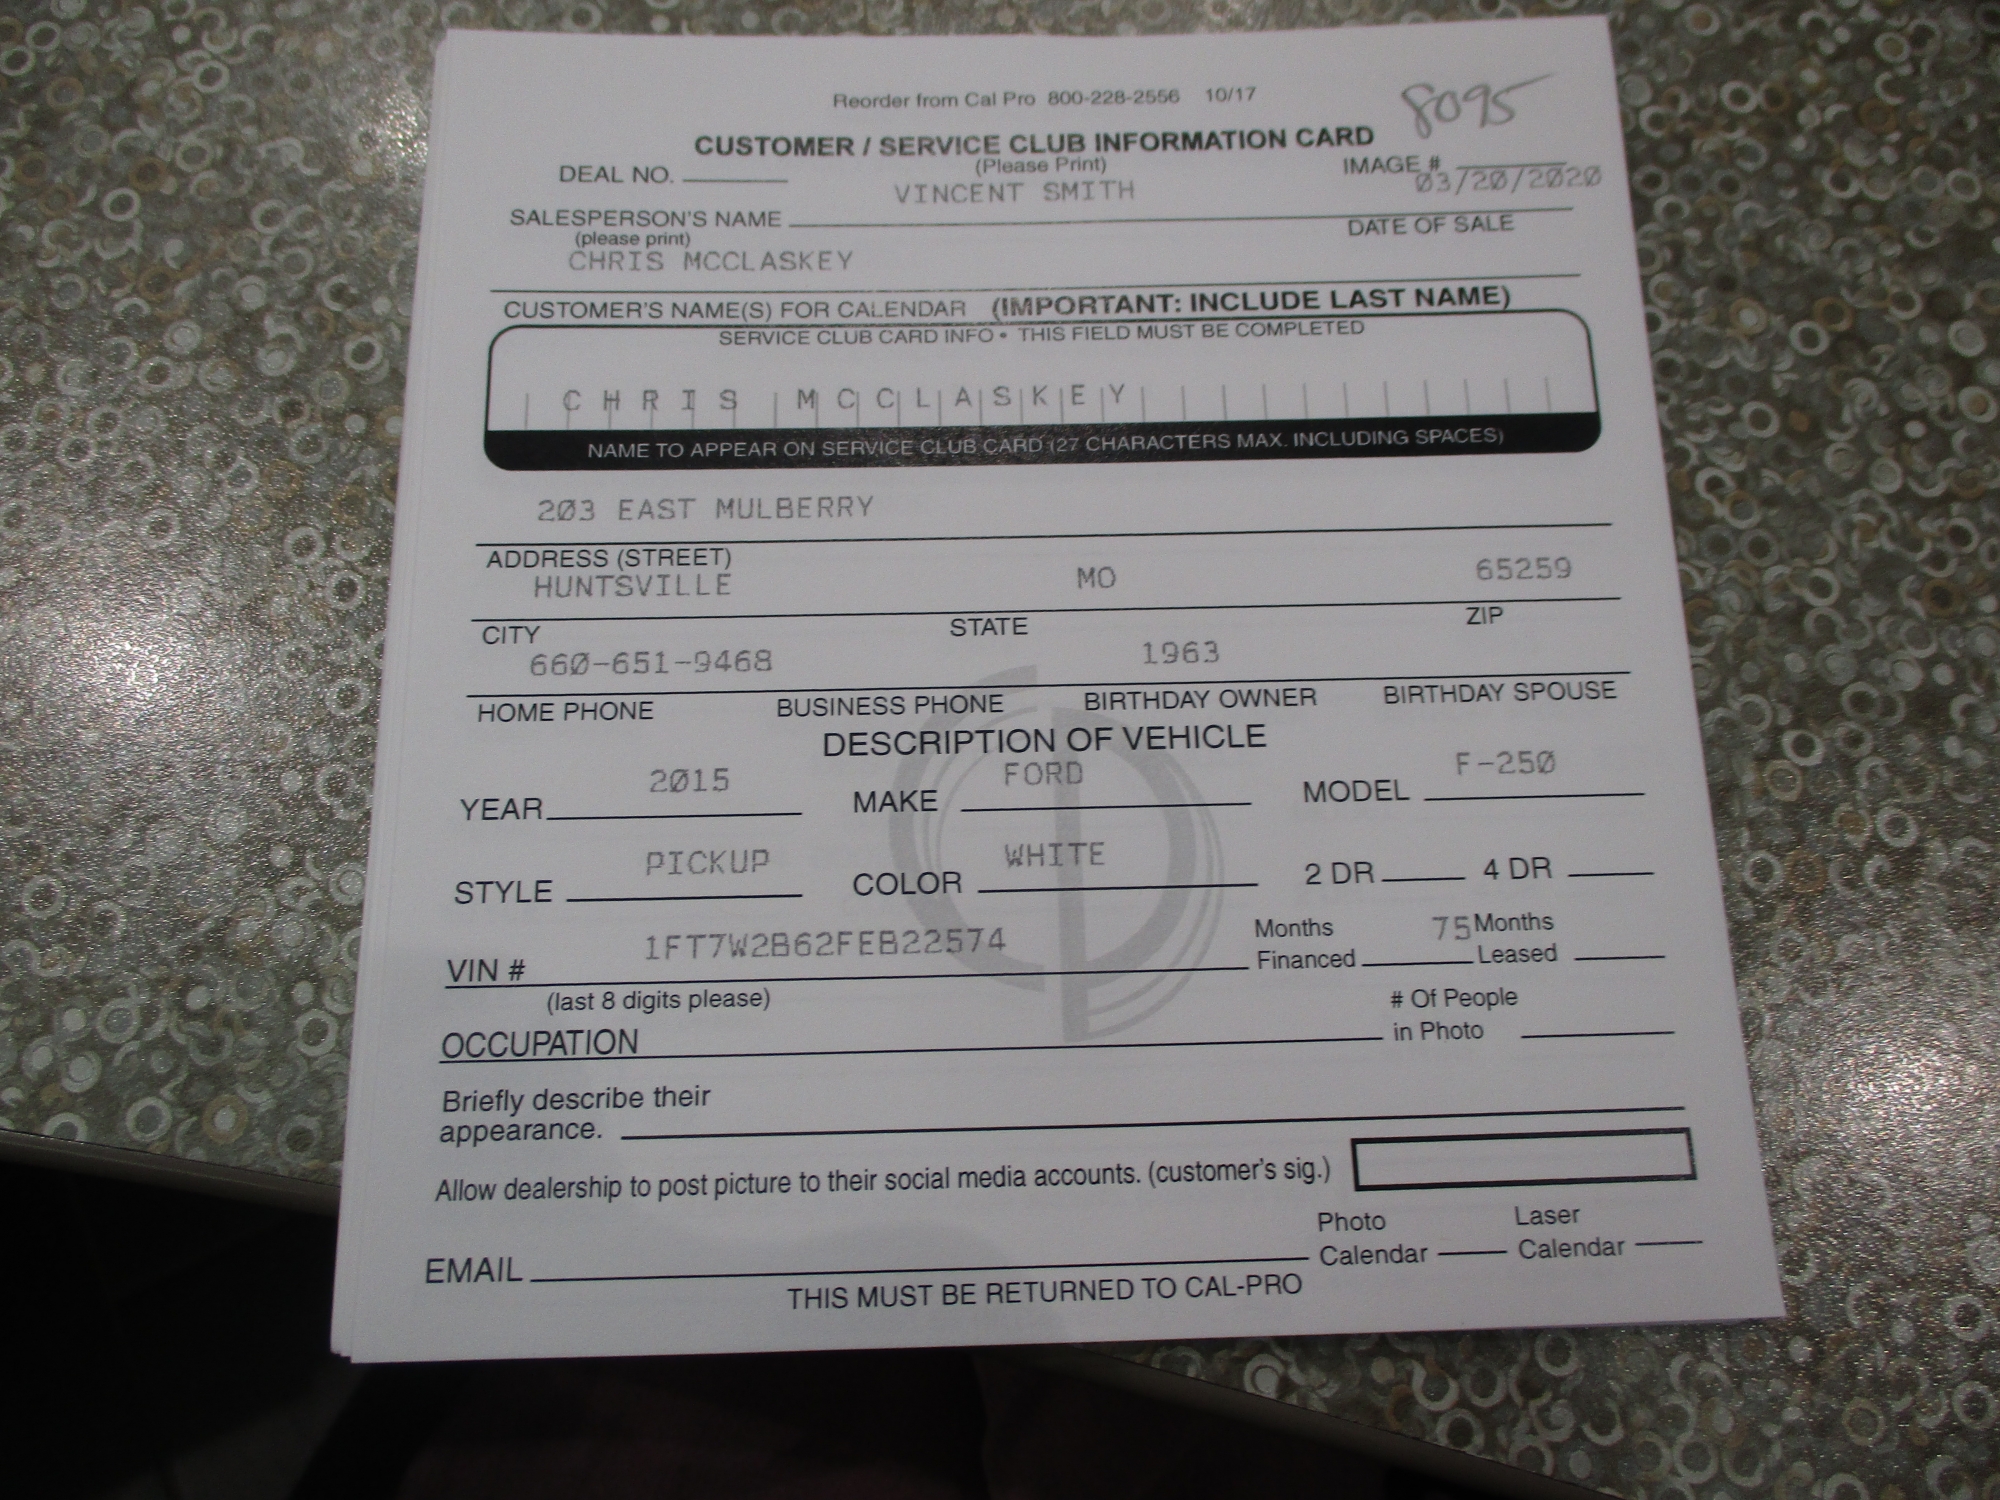 Reorder from Cal Pro 800-228-2556 10/17
8095
CUSTOMER / SERVICE CLUB INFORMATION CARD
(Please Print)
DEAL NO. IMAGE #
VINCENT SMITH 03/20/2020
SALESPERSON'S NAME DATE OF SALE
(please print)
CHRIS MCCLASKEY
CUSTOMER'S NAME(S) FOR CALENDAR (IMPORTANT: INCLUDE LAST NAME)
SERVICE CLUB CARD INFO • THIS FIELD MUST BE COMPLETED
CHRIS MCCLASKEY
NAME TO APPEAR ON SERVICE CLUB CARD (27 CHARACTERS MAX. INCLUDING SPACES)
203 EAST MULBERRY
ADDRESS (STREET)
HUNTSVILLE MO 65259
CITY STATE ZIP
660-651-9468 1963
HOME PHONE BUSINESS PHONE BIRTHDAY OWNER BIRTHDAY SPOUSE
DESCRIPTION OF VEHICLE
2015 FORD F-250
YEAR MAKE MODEL
PICKUP WHITE
STYLE COLOR 2 DR 4 DR
1FT7W2B62FEB22574 Months 75 Months
VIN # Financed Leased
(last 8 digits please) # Of People
OCCUPATION in Photo
Briefly describe their
appearance.
Allow dealership to post picture to their social media accounts. (customer's sig.)
Photo Laser
EMAIL Calendar Calendar
THIS MUST BE RETURNED TO CAL-PRO